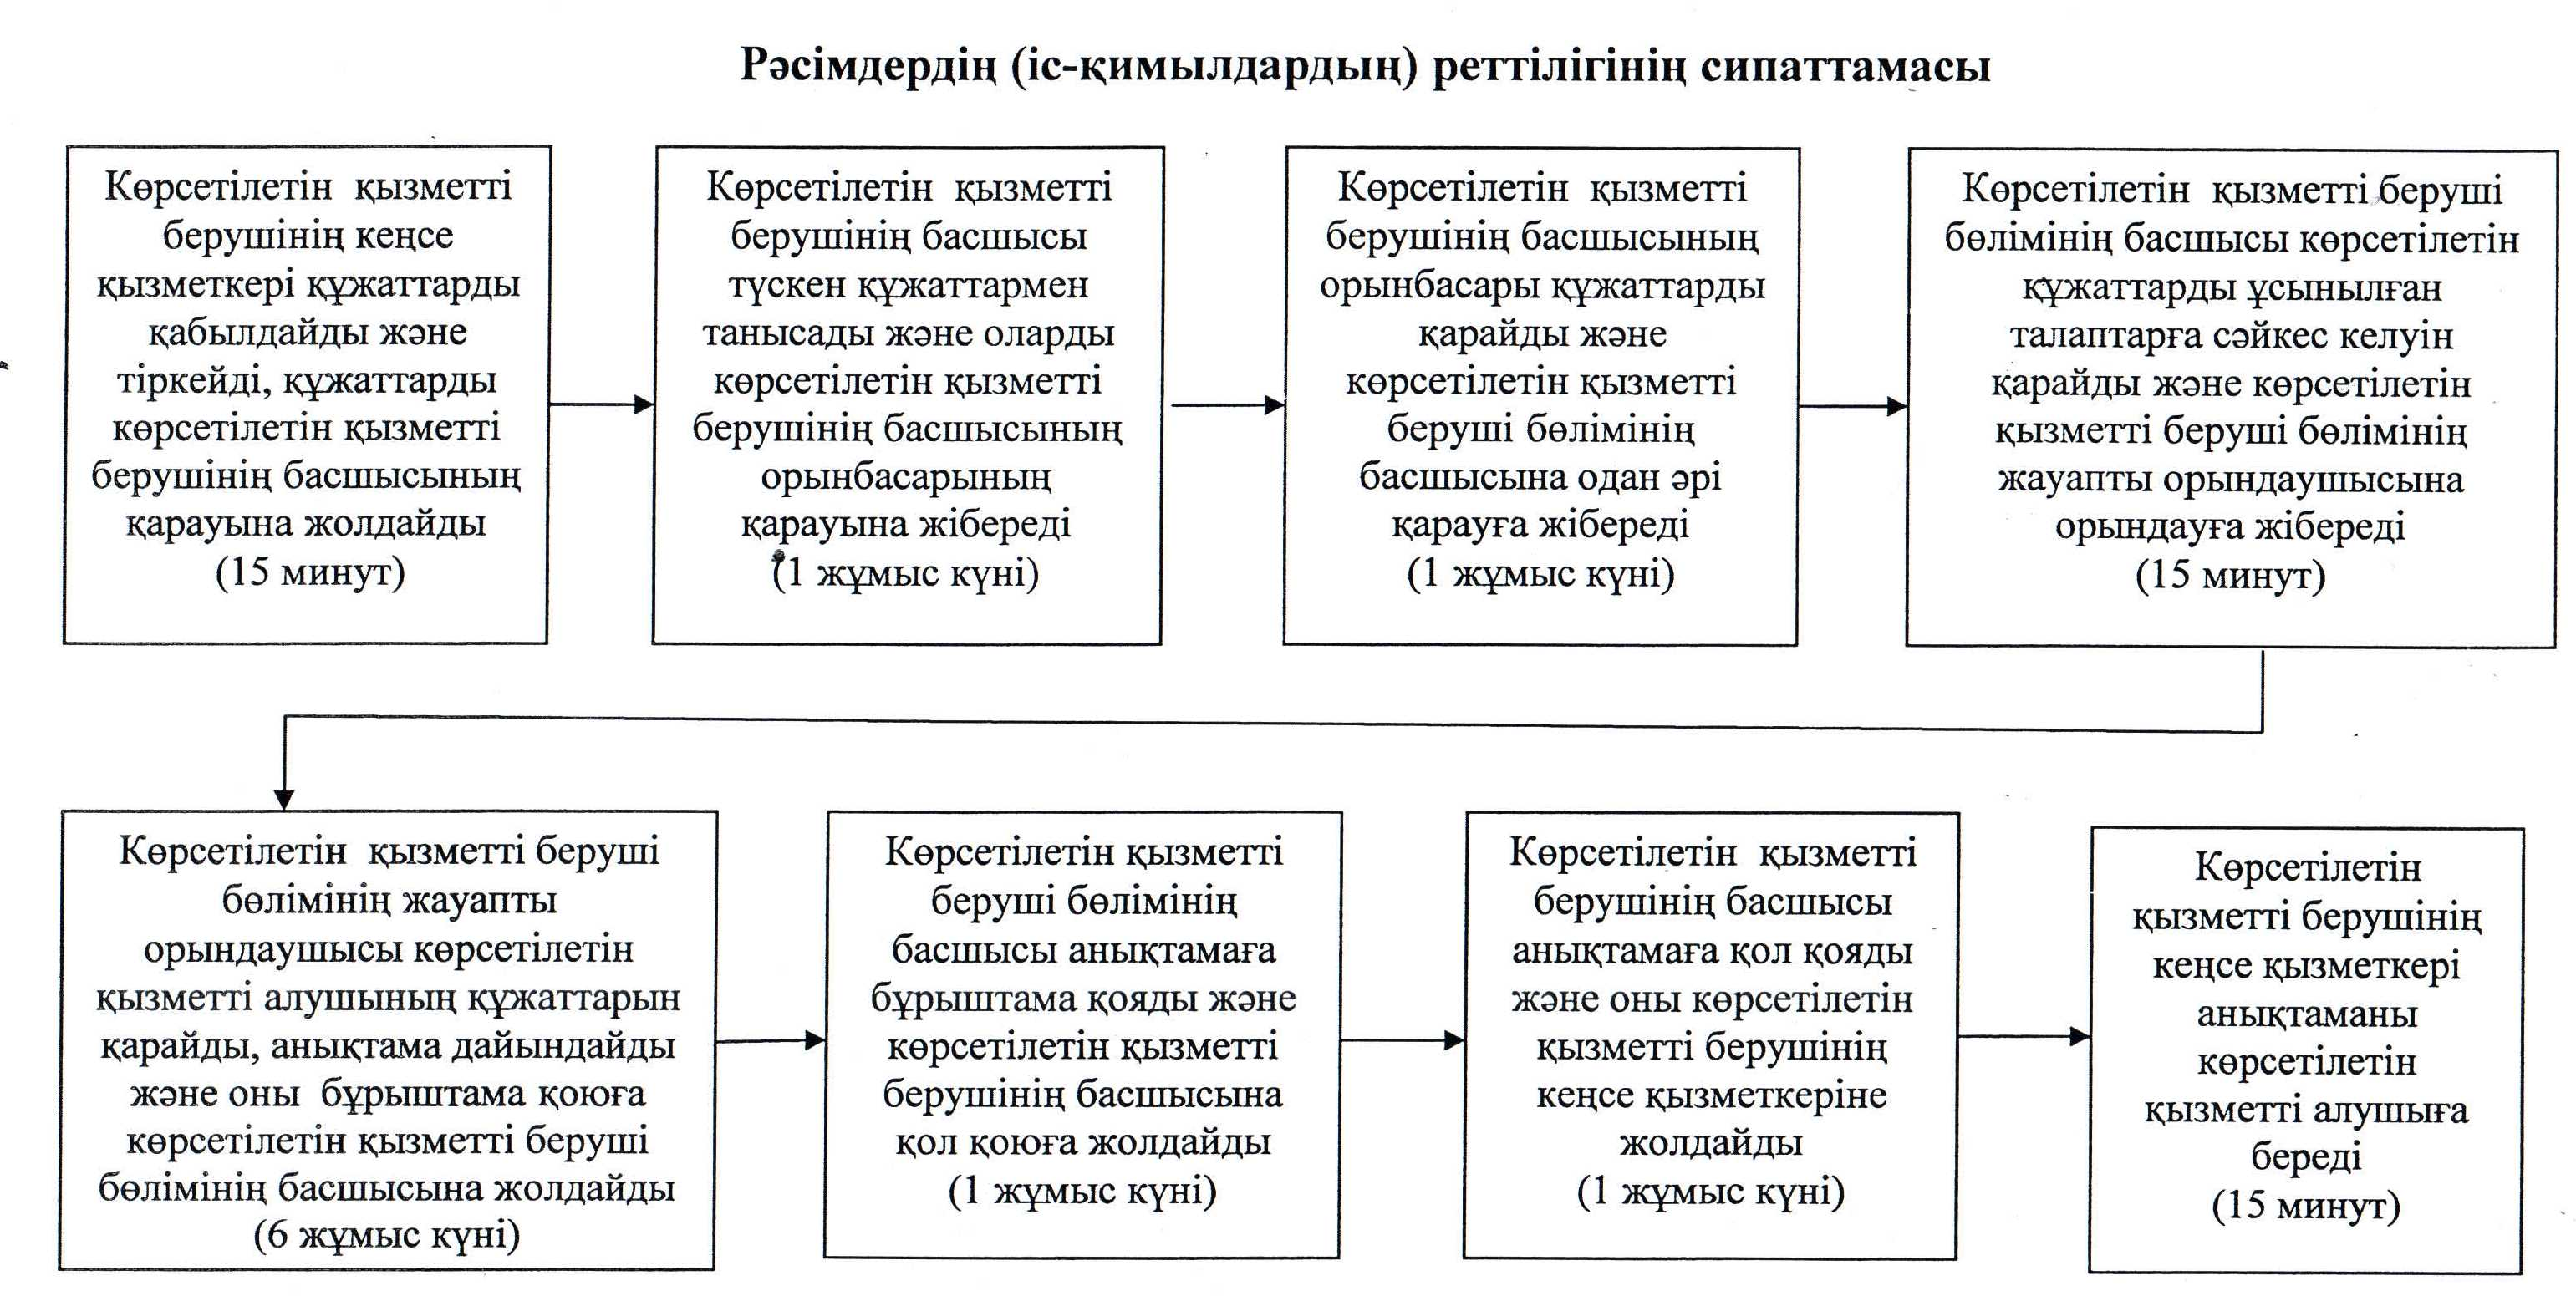 Рәсімдердің (іс-қимылдардың) реттілігінің сипаттамасы
Көрсетілетін қызметті
берушінің кеңсе
қызметкері құжаттарды
қабылдайды және
тіркейді, құжаттарды
көрсетілетін қызметті
берушінің басшысының
қарауына жолдайды
(15 минут)
Көрсетілетін қызметті
берушінің басшысы
түскен құжаттармен
танысады және оларды
көрсетілетін қызметті
берушінің басшысының
орынбасарының
қарауына жібереді
(1 жұмыс күні)
Көрсетілетін қызметті
берушінің басшысының
орынбасары құжаттарды
қарайды және
көрсетілетін қызметті
беруші бөлімінің
басшысына одан әрі
қарауға жібереді
(1 жұмыс күні)
Көрсетілетін қызметті беруші
бөлімінің басшысы көрсетілетін
құжаттарды ұсынылған
талаптарға сәйкес келуін
қарайды және көрсетілетін
қызметті беруші бөлімінің
жауапты орындаушысына
орындауға жібереді
(15 минут)
Көрсетілетін қызметті беруші
бөлімінің жауапты
орындаушысы көрсетілетін
қызметті алушының құжаттарын
қарайды, анықтама дайындайды
және оны бұрыштама қоюға
көрсетілетін қызметті беруші
бөлімінің басшысына жолдайды
(6 жұмыс күні)
Көрсетілетін қызметті
беруші бөлімінің
басшысы анықтамаға
бұрыштама қояды және
көрсетілетін қызметті
берушінің басшысына
қол қоюға жолдайды
(1 жұмыс күні)
Көрсетілетін қызметті
берушінің басшысы
анықтамаға қол қояды
және оны көрсетілетін
қызметті берушінің
кеңсе қызметкеріне
жолдайды
(1 жұмыс күні)
Көрсетілетін
қызметті берушінің
кеңсе қызметкері
анықтаманы
көрсетілетін
қызметті алушыға
береді
(15 минут)